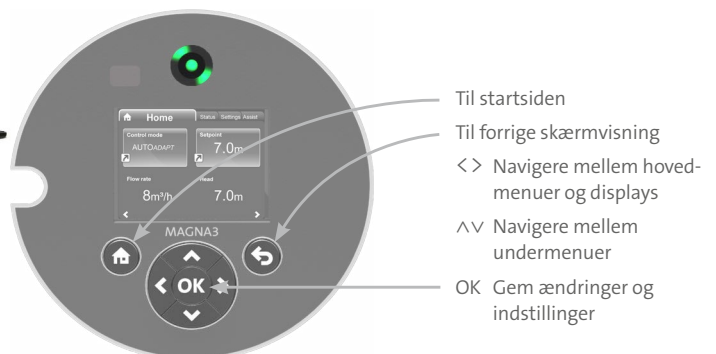 Home
Status Settings Assist
Control mode
AUTOADAPT
Setpoint
7.0m
Flow rate
8m³/h
Head
7.0m
MAGNA3
OK
Til startsiden
Til forrige skærmvisning
<> Navigere mellem hoved-
menuer og displays
∧∨ Navigere mellem
undermenuer
OK Gem ændringer og
indstillinger